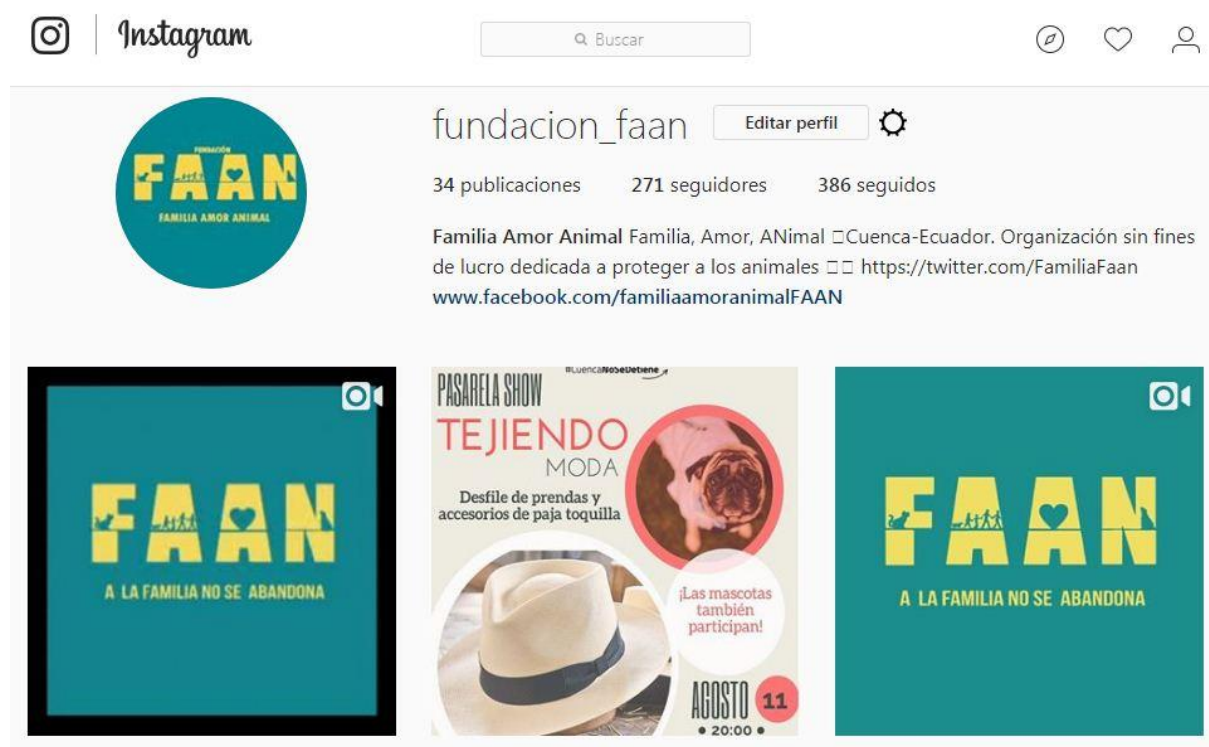 Instagram
Buscar
fundacion_faan Editar perfil
34 publicaciones 271 seguidores 386 seguidos
Familia Amor Animal Familia, Amor, ANimal □Cuenca-Ecuador. Organización sin fines
de lucro dedicada a proteger a los animales □□ https://twitter.com/FamiliaFaan
www.facebook.com/familiaamoranimalFAAN
FUNDACIÓN
FAAN
FAMILIA AMOR ANIMAL
FAAN
A LA FAMILIA NO SE ABANDONA
#CuencaNoSeDetiene
PASARELA SHOW
TEJIENDO
MODA
Desfile de prendas y
accesorios de paja toquilla
¡Las mascotas
también
participan!
AGOSTO 11
• 20:00 •
FAAN
A LA FAMILIA NO SE ABANDONA